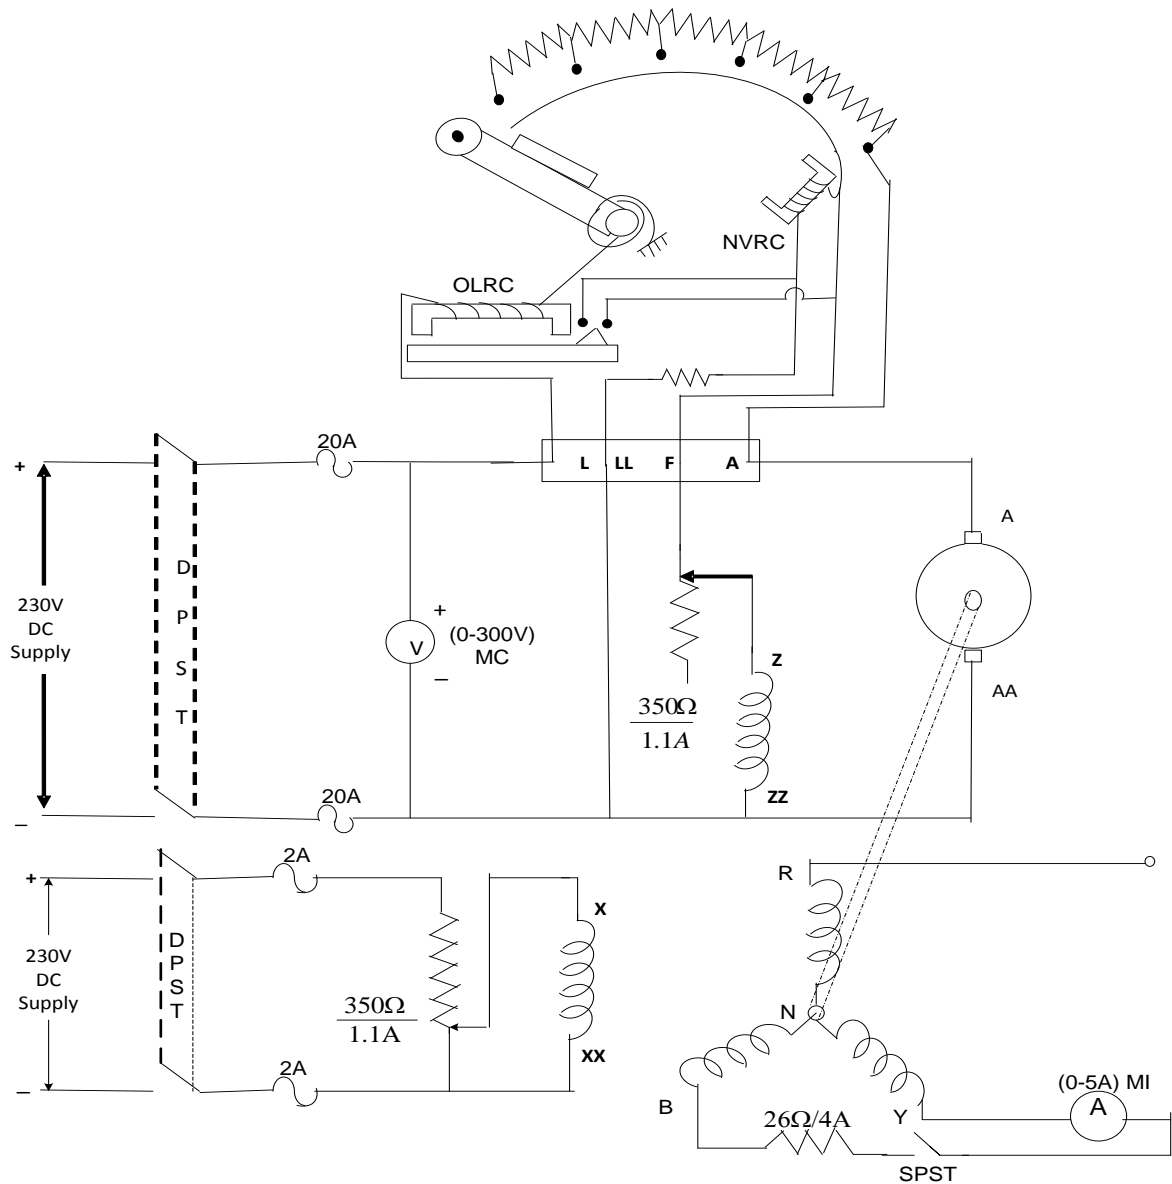 NVRC
OLRC
20A
+
L LL F A
A
D
P
S
T
230V
DC
Supply
+
(0-300V)
V
MC
–
Z
AA
350Ω
1.1A
ZZ
20A
–
2A
R
+
X
D
P
S
T
230V
DC
Supply
350Ω
1.1A
N
XX
2A
–
(0-5A) MI
A
B
26Ω/4A
Y
SPST